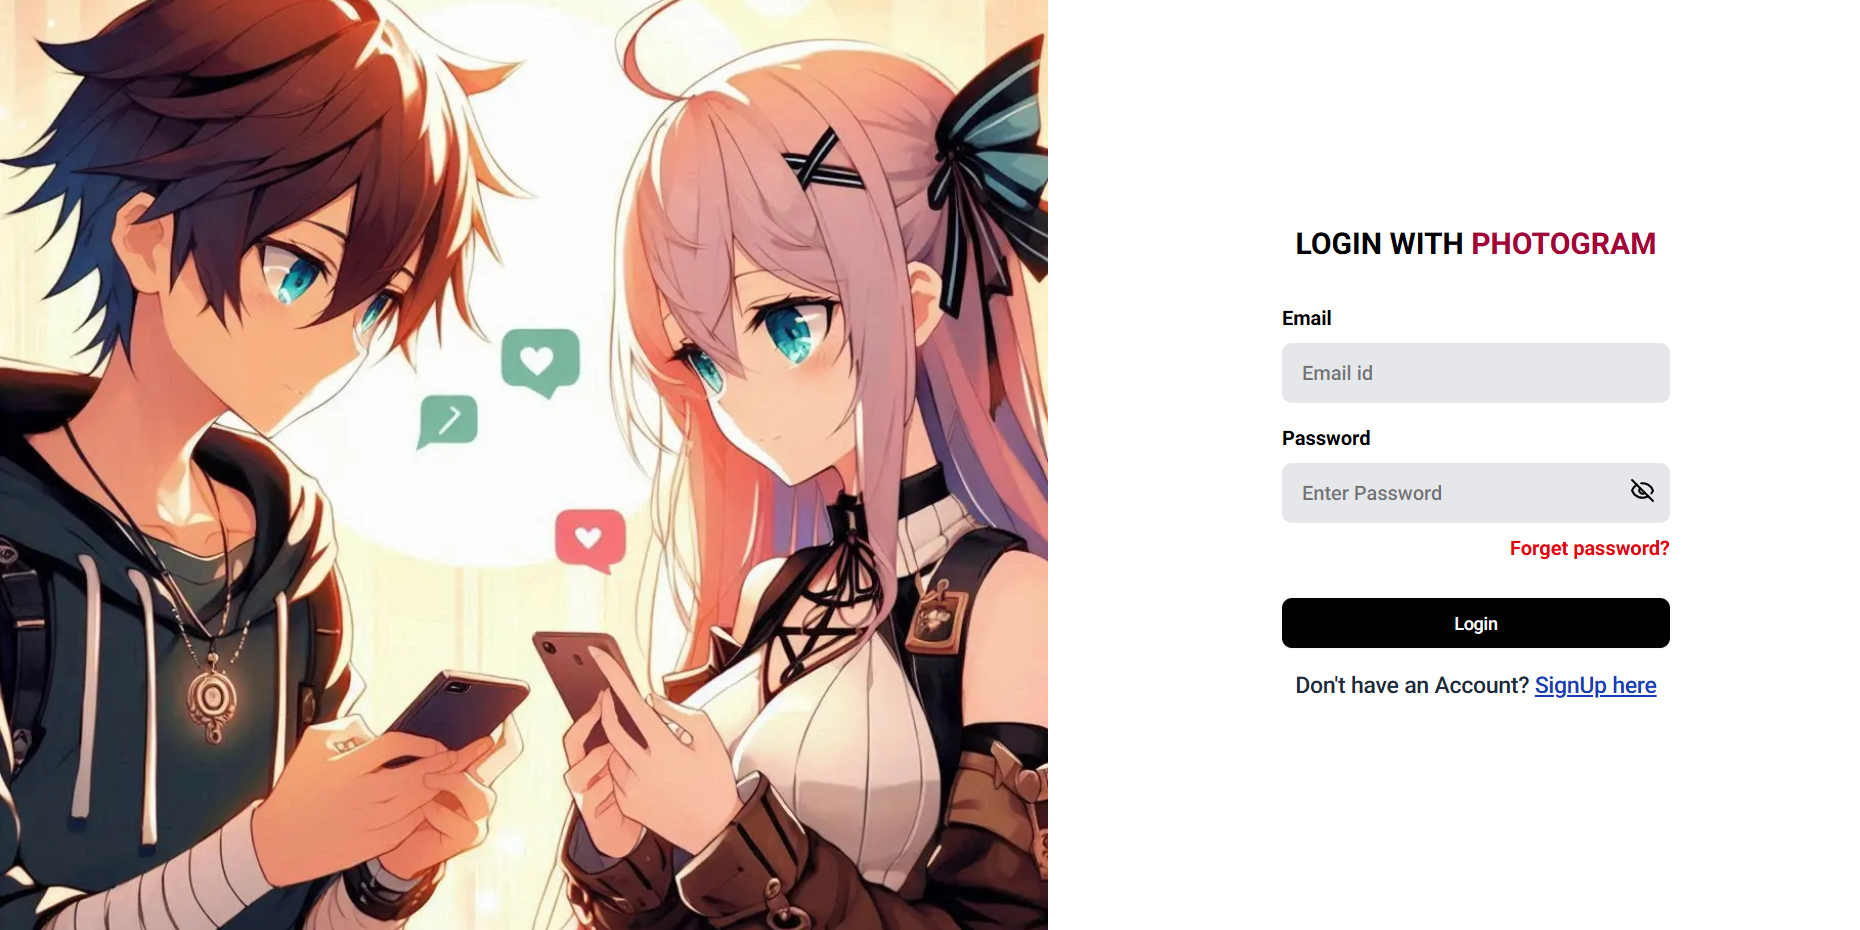 LOGIN WITH PHOTOGRAM
Email
Email id
Password
Enter Password
Forget password?
Login
Don't have an Account? SignUp here